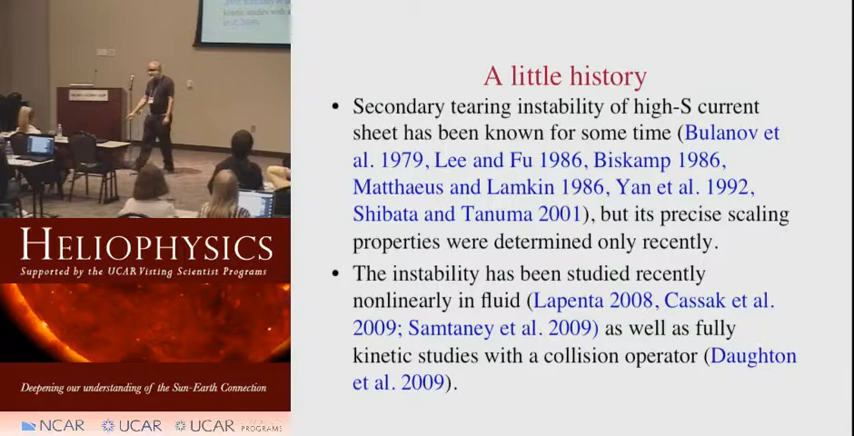 HELIOPHYSICS
Supported by the UCAR Visting Scientist Programs
Deepening our understanding of the Sun-Earth Connection
NCAR UCAR UCAR PROGRAMS
A little history
• Secondary tearing instability of high-S current
sheet has been known for some time (Bulanov et
al. 1979, Lee and Fu 1986, Biskamp 1986,
Matthaeus and Lamkin 1986, Yan et al. 1992,
Shibata and Tanuma 2001), but its precise scaling
properties were determined only recently.
• The instability has been studied recently
nonlinearly in fluid (Lapenta 2008, Cassak et al.
2009; Samtaney et al. 2009) as well as fully
kinetic studies with a collision operator (Daughton
et al. 2009).